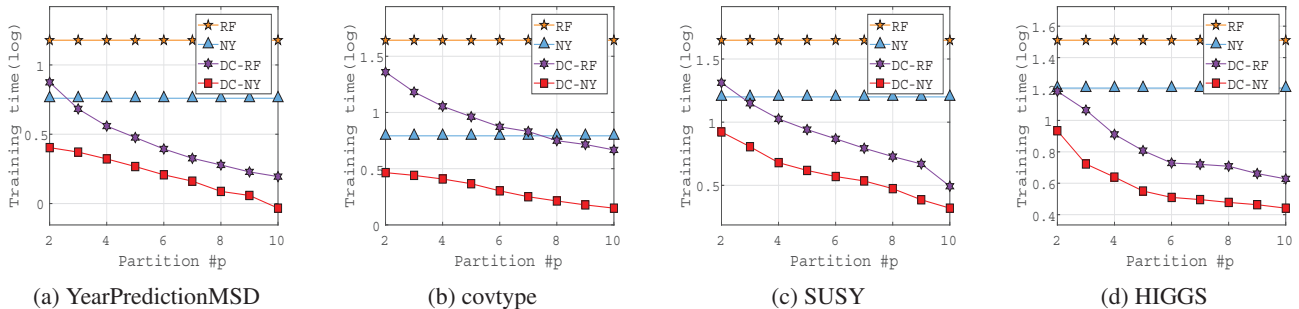 RF
NY
DC-RF
DC-NY
Training time(log)
1
0.5
0
2 4 6 8 10
Partition #p
(a) YearPredictionMSD
RF
NY
DC-RF
DC-NY
Training time(log)
1.5
1
0.5
0
2 4 6 8 10
Partition #p
(b) covtype
RF
NY
DC-RF
DC-NY
Training time(log)
1.5
1
0.5
2 4 6 8 10
Partition #p
(c) SUSY
RF
NY
DC-RF
DC-NY
Training time(log)
1.6
1.4
1.2
1
0.8
0.6
0.4
2 4 6 8 10
Partition #p
(d) HIGGS